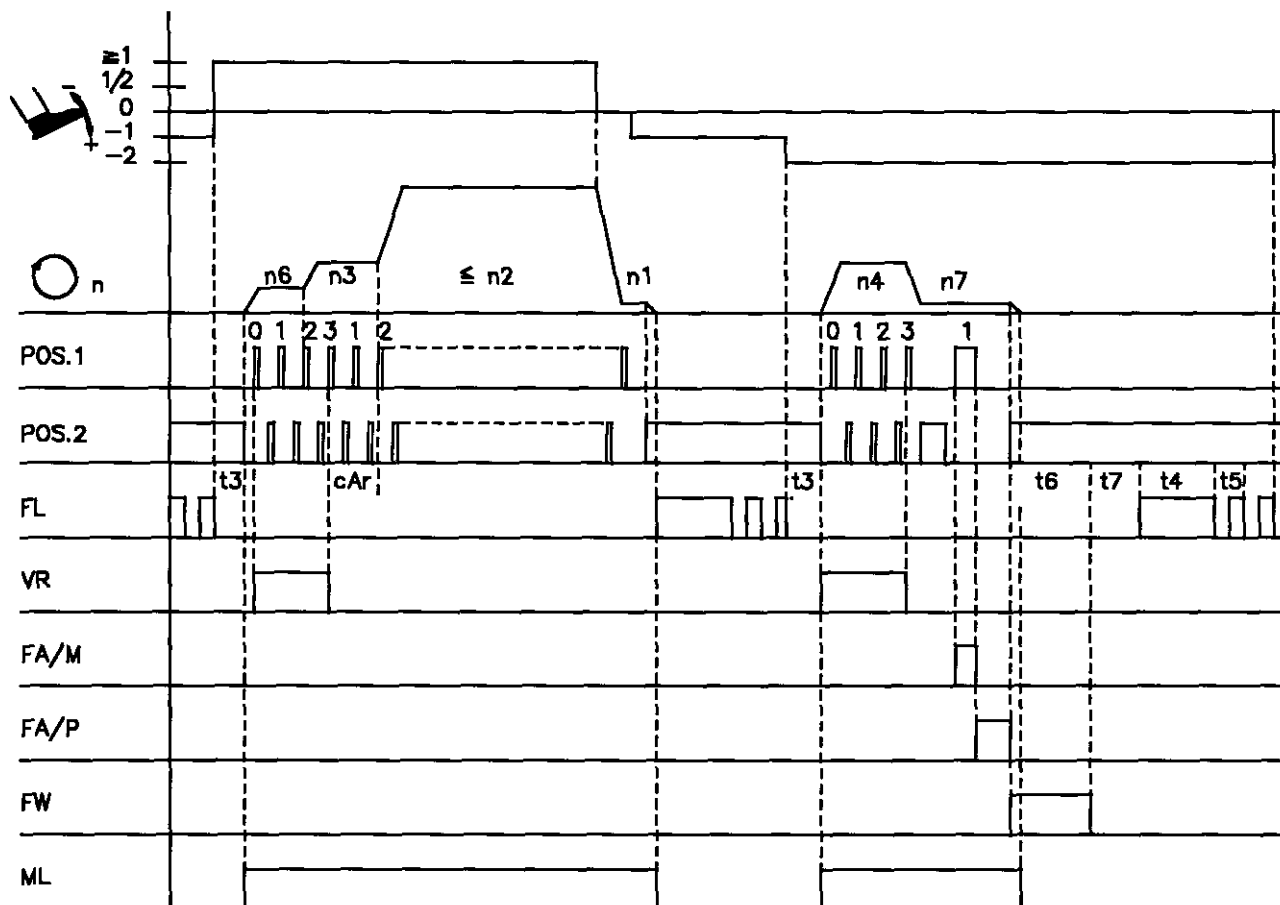 ≧1
1/2
0
-1
-2
-
+
n
n6
n3
≦ n2
n1
n4
n7
0 1 2 3 1 2
0 1 2 3
1
POS.1
POS.2
t3
cAr
t3
t6
t7
t4
t5
FL
VR
FA/M
FA/P
FW
ML